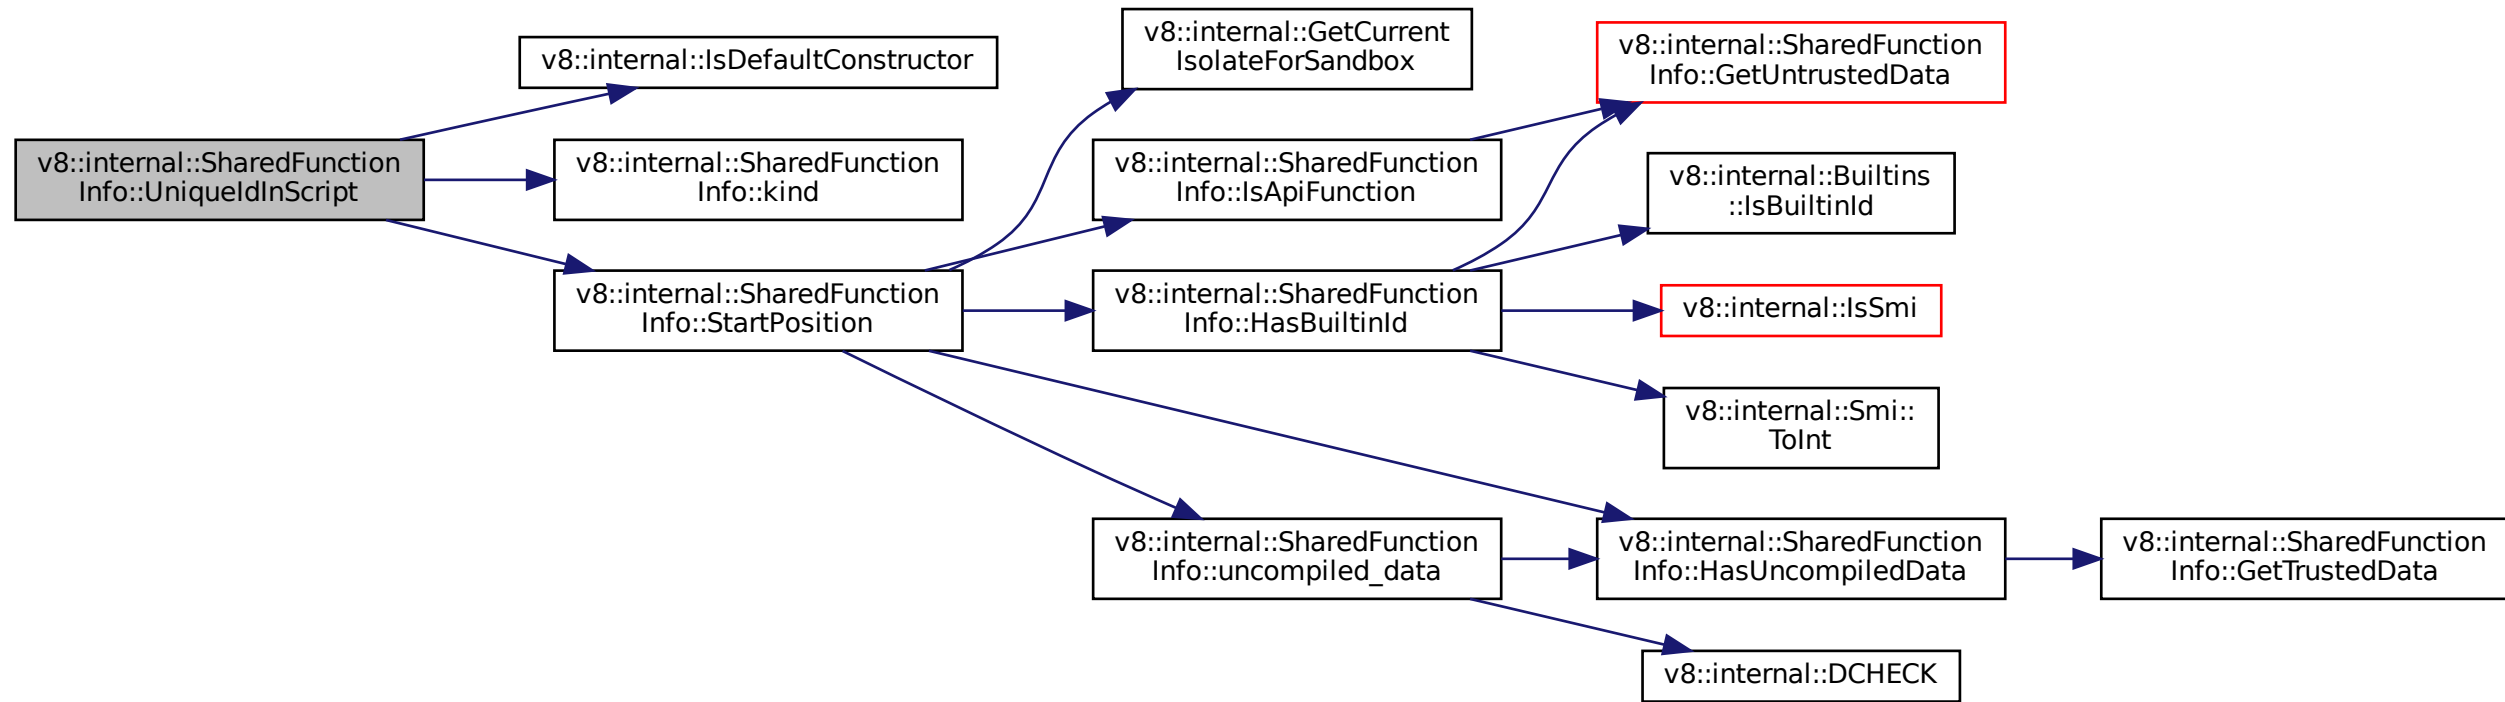 v8::internal::SharedFunction
Info::UniqueIdInScript
v8::internal::IsDefaultConstructor
v8::internal::SharedFunction
Info::kind
v8::internal::SharedFunction
Info::StartPosition
v8::internal::GetCurrent
IsolateForSandbox
v8::internal::SharedFunction
Info::IsApiFunction
v8::internal::SharedFunction
Info::HasBuiltinId
v8::internal::SharedFunction
Info::uncompiled_data
v8::internal::SharedFunction
Info::GetUntrustedData
v8::internal::Builtins
::IsBuiltinId
v8::internal::IsSmi
v8::internal::Smi::
ToInt
v8::internal::SharedFunction
Info::HasUncompiledData
v8::internal::DCHECK
v8::internal::SharedFunction
Info::GetTrustedData